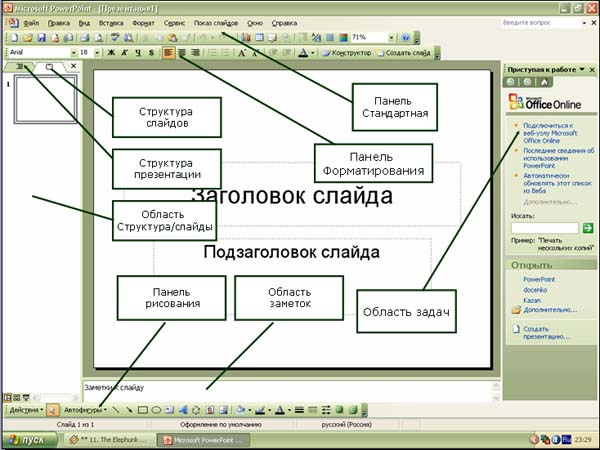 Microsoft PowerPoint - [Презентация1]
Файл Правка Вид Вставка Формат Сервис Показ слайдов Окно Справка
Введите вопрос
71%
Arial
18
Ж К Ч S
Конструктор
Создать слайд
Приступая к работе
1
Структура
слайдов
Структура
презентации
Область
Структура/слайды
Панель
Стандартная
Панель
Форматирования
Заголовок слайда
Подзаголовок слайда
Панель
рисования
Область
заметок
Область задач
Microsoft
Office Online
Подключиться к
веб-узлу Microsoft
Office Online
Последние сведения об
использовании
PowerPoint
Автоматически
обновлять этот список
из Веба
Дополнительно...
Искать:
Пример: "Печать
нескольких копий"
Открыть
PowerPoint
docenko
Kazan
Дополнительно...
Создать
презентацию...
Заметки к слайду
Действия
Автофигуры
Слайд 1 из 1
Оформление по умолчанию
русский (Россия)
пуск
** 11. The Elephunk ...
Microsoft PowerPoint ...
Ru
23:29